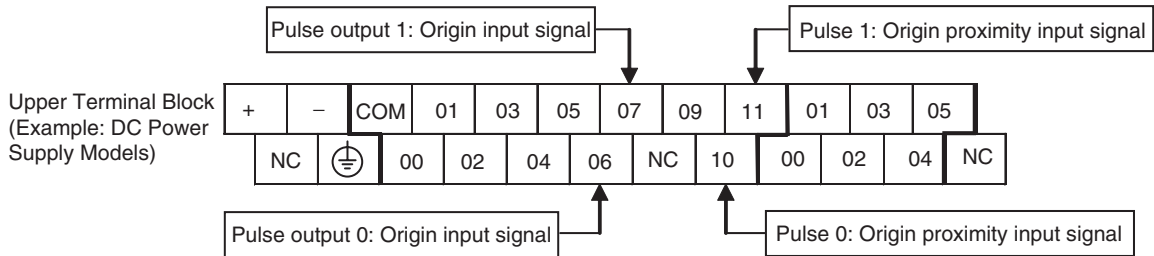 Pulse output 1: Origin input signal
Pulse 1: Origin proximity input signal
Upper Terminal Block
(Example: DC Power
Supply Models)
+ − COM 01 03 05 07 09 11 01 03 05
NC 00 02 04 06 NC 10 00 02 04 NC
Pulse output 0: Origin input signal
Pulse 0: Origin proximity input signal